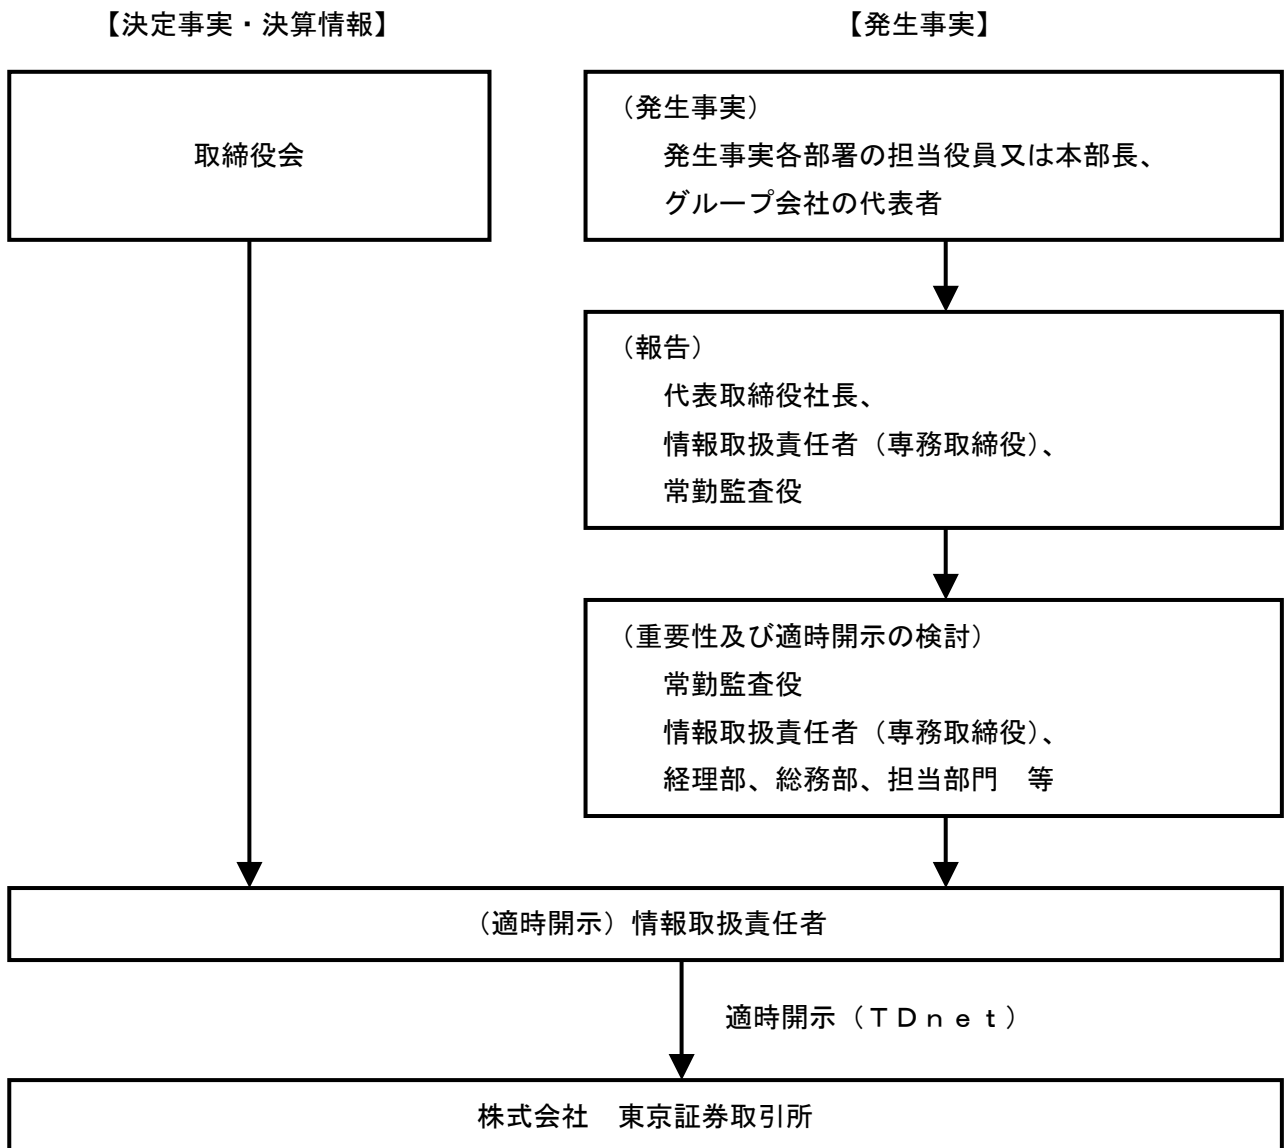 【決定事実・決算情報】
【発生事実】
取締役会
（発生事実）
発生事実各部署の担当役員又は本部長、
グループ会社の代表者
（報告）
代表取締役社長、
情報取扱責任者（専務取締役）、
常勤監査役
（重要性及び適時開示の検討）
常勤監査役
情報取扱責任者（専務取締役）、
経理部、総務部、担当部門　等
（適時開示）情報取扱責任者
適時開示（ＴＤｎｅｔ）
株式会社　東京証券取引所